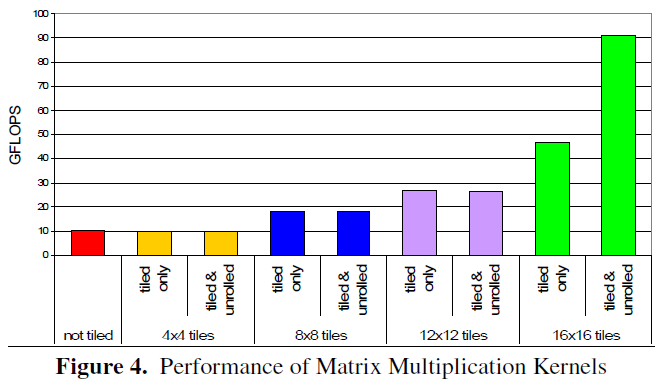 100
90
80
70
60
50
40
30
20
10
0
GFLOPS
tiled only
tiled & unrolled
tiled only
tiled & unrolled
tiled only
tiled & unrolled
tiled only
tiled & unrolled
not tiled 4x4 tiles 8x8 tiles 12x12 tiles 16x16 tiles
Figure 4. Performance of Matrix Multiplication Kernels